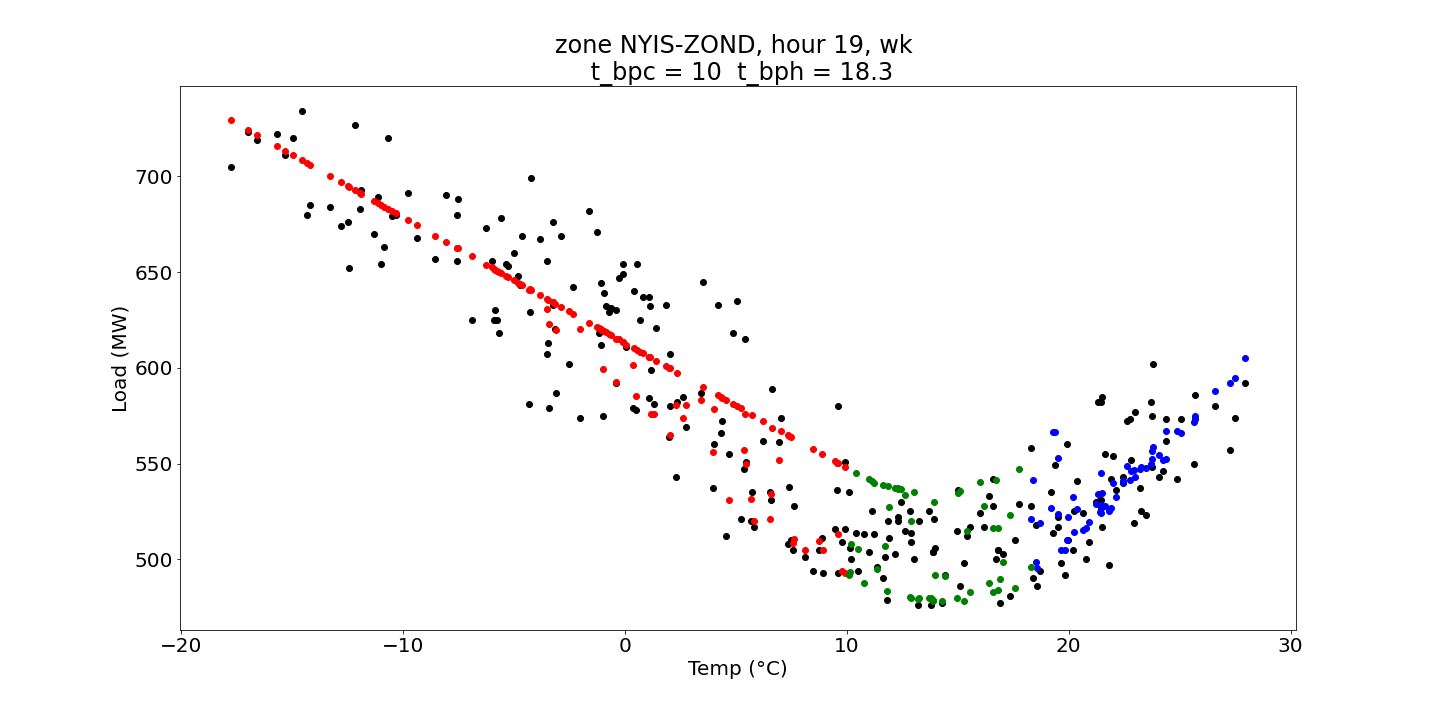 zone NYIS-ZOND, hour 19, wk
t_bpc = 10 t_bph = 18.3
700
650
600
550
500
Load (MW)
−20
−10
0
10
20
30
Temp (°C)